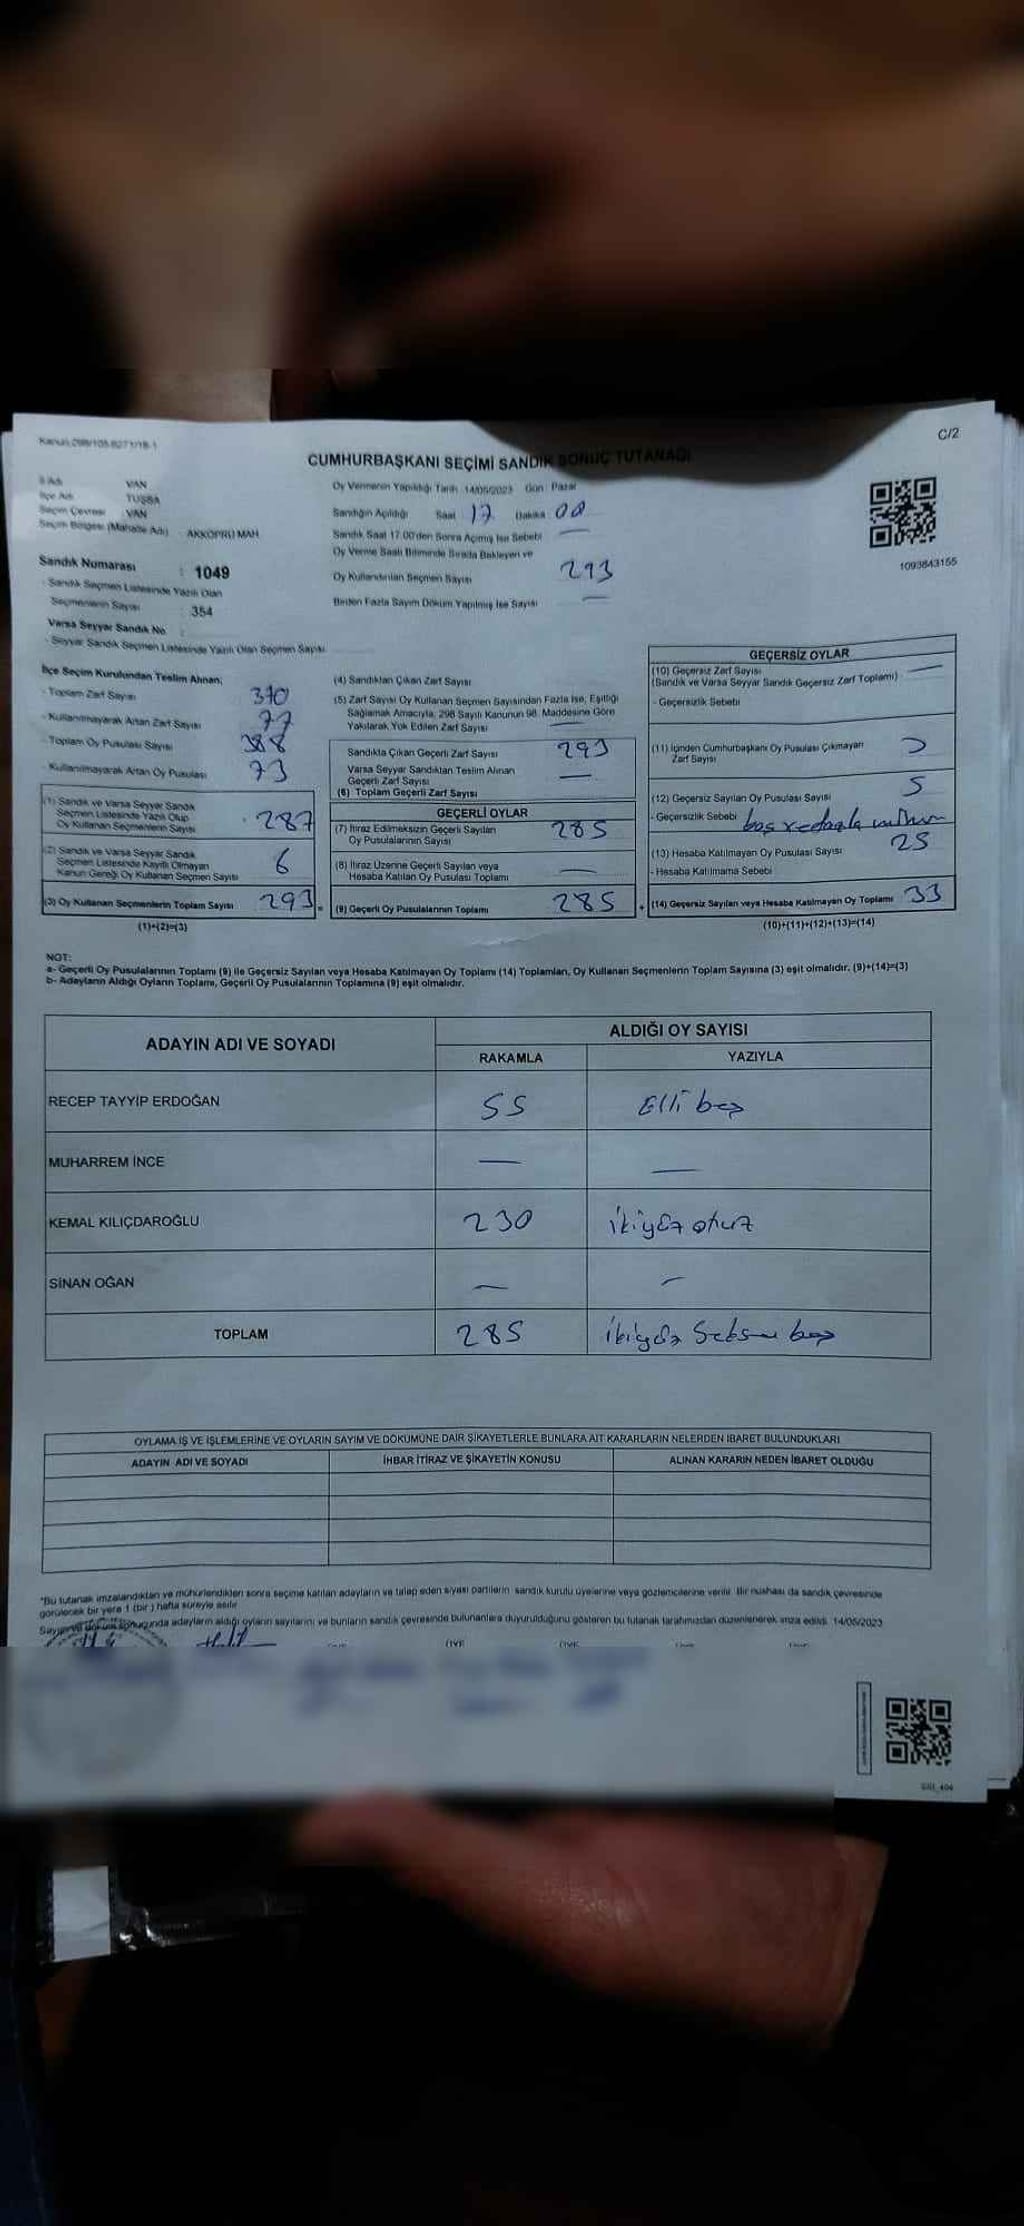 C/2
CUMHURBAŞKANI SEÇİMİ SANDIK SONUÇ TUTANAĞI
İl Adı VAN
İlçe Adı TUŞBA
Seçim Çevresi VAN
Seçim Bölgesi (Mahalle Adı) AKKÖPRÜ MAH.
Sandık Numarası : 1049
- Sandık Seçmen Listesinde Yazılı Olan
Seçmenlerin Sayısı : 354
Varsa Seyyar Sandık No :
- Seyyar Sandık Seçmen Listesinde Yazılı Olan Seçmen Sayısı
Oy Vermenin Yapıldığı Tarih 14/05/2023 Gün : Pazar
Sandığın Açıldığı Saat 17 Dakika 00
Sandık Saat 17.00'den Sonra Açılmış İse Sebebi —
Oy Verme Saati Bitiminde Sırada Bekleyen ve
Oy Kullandırılan Seçmen Sayısı 293
Birden Fazla Sayım Döküm Yapılmış İse Sayısı —
1093843155
İlçe Seçim Kurulundan Teslim Alınan;
- Toplam Zarf Sayısı 370
- Kullanılmayarak Artan Zarf Sayısı 77
- Toplam Oy Pusulası Sayısı 388
- Kullanılmayarak Artan Oy Pusulası 73
(1) Sandık ve Varsa Seyyar Sandık
Seçmen Listesinde Yazılı Olup
Oy Kullanan Seçmenlerin Sayısı 287
(2) Sandık ve Varsa Seyyar Sandık
Seçmen Listesinde Kayıtlı Olmayan
Kanun Gereği Oy Kullanan Seçmen Sayısı 6
(3) Oy Kullanan Seçmenlerin Toplam Sayısı 293
(1)+(2)=(3)
(4) Sandıktan Çıkan Zarf Sayısı
(5) Zarf Sayısı Oy Kullanan Seçmen Sayısından Fazla İse, Eşitliği
Sağlamak Amacıyla, 298 Sayılı Kanunun 98. Maddesine Göre
Yakılarak Yok Edilen Zarf Sayısı —
Sandıkta Çıkan Geçerli Zarf Sayısı 293
Varsa Seyyar Sandıktan Teslim Alınan
Geçerli Zarf Sayısı —
(6) Toplam Geçerli Zarf Sayısı
GEÇERLİ OYLAR
(7) İtiraz Edilmeksizin Geçerli Sayılan
Oy Pusulalarının Sayısı 285
(8) İtiraz Üzerine Geçerli Sayılan veya
Hesaba Katılan Oy Pusulası Toplamı —
(9) Geçerli Oy Pusulalarının Toplamı 285
GEÇERSİZ OYLAR
(10) Geçersiz Zarf Sayısı —
(Sandık ve Varsa Seyyar Sandık Geçersiz Zarf Toplamı)
- Geçersizlik Sebebi
(11) İçinden Cumhurbaşkanı Oy Pusulası Çıkmayan
Zarf Sayısı
(12) Geçersiz Sayılan Oy Pusulası Sayısı 5
- Geçersizlik Sebebi
(13) Hesaba Katılmayan Oy Pusulası Sayısı 25
- Hesaba Katılmama Sebebi
(14) Geçersiz Sayılan veya Hesaba Katılmayan Oy Toplamı 33
(10)+(11)+(12)+(13)=(14)
NOT:
a- Geçerli Oy Pusulalarının Toplamı (9) ile Geçersiz Sayılan veya Hesaba Katılmayan Oy Toplamı (14) Toplamları, Oy Kullanan Seçmenlerin Toplam Sayısına (3) eşit olmalıdır. (9)+(14)=(3)
b- Adayların Aldığı Oyların Toplamı, Geçerli Oy Pusulalarının Toplamına (9) eşit olmalıdır.
ADAYIN ADI VE SOYADI
ALDIĞI OY SAYISI
RAKAMLA YAZIYLA
RECEP TAYYİP ERDOĞAN 55 Elli beş
MUHARREM İNCE — —
KEMAL KILIÇDAROĞLU 230 ikiyüz otuz
SİNAN OĞAN — —
TOPLAM 285 ikiyüz seksen beş
OYLAMA İŞ VE İŞLEMLERİNE VE OYLARIN SAYIM VE DÖKÜMÜNE DAİR ŞİKAYETLERLE BUNLARA AİT KARARLARIN NELERDEN İBARET BULUNDUKLARI
ADAYIN ADI VE SOYADI İHBAR İTİRAZ VE ŞİKAYETİN KONUSU ALINAN KARARIN NEDEN İBARET OLDUĞU
"Bu tutanak imzalandıktan ve mühürlendikten sonra seçime katılan adayların ve talep eden siyasi partilerin sandık kurulu üyelerine veya gözlemcilerine verilir. Bir nüshası da sandık çevresinde
görülecek bir yere 1 (bir) hafta süreyle asılır.
Sayım ve döküm sonucunda adayların aldığı oyların sayılarını ve bunların sandık çevresinde bulunanlara duyurulduğunu gösteren bu tutanak tarafımızdan düzenlenerek imza edildi. 14/05/2023